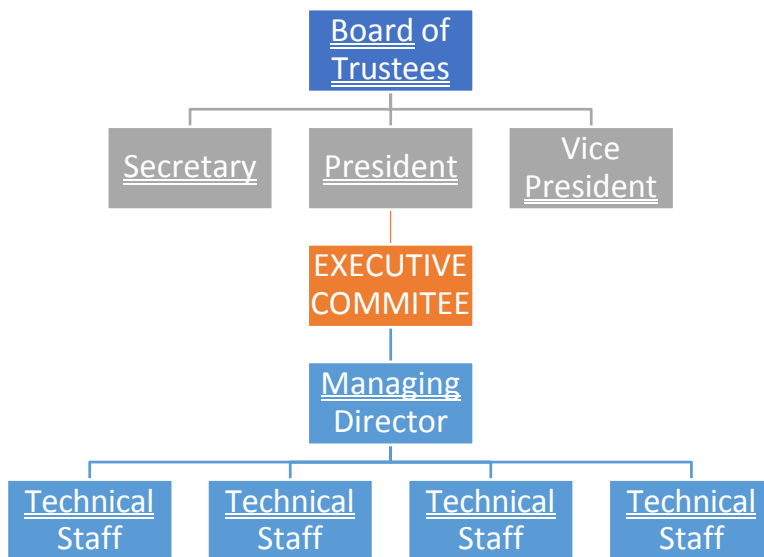 Board of
Trustees
Secretary
President
Vice
President
EXECUTIVE
COMMITEE
Managing
Director
Technical
Staff
Technical
Staff
Technical
Staff
Technical
Staff